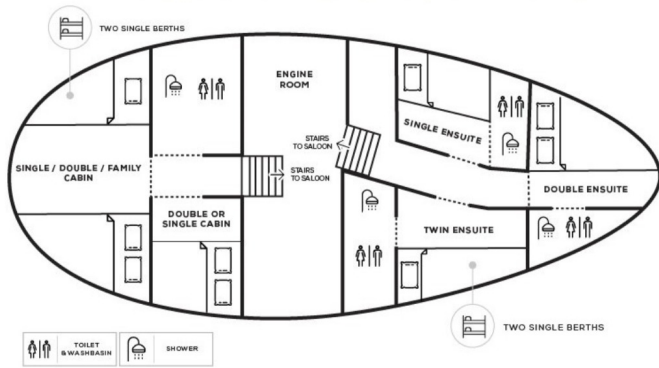 TWO SINGLE BERTHS
ENGINE
ROOM
STAIRS
TO SALOON
SINGLE ENSUITE
SINGLE / DOUBLE / FAMILY
CABIN
STAIRS
TO SALOON
DOUBLE ENSUITE
DOUBLE OR
SINGLE CABIN
TWIN ENSUITE
TWO SINGLE BERTHS
TOILET
& WASHBASIN
SHOWER